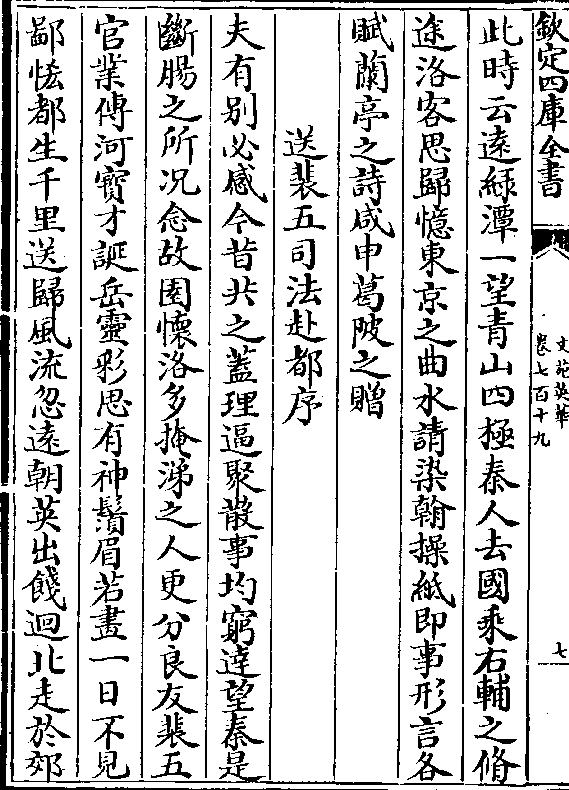 欽定四庫全書
文苑英華
卷七百十九
七
此時云遠緑潭一望青山四極秦人去國乘右輔之脩
途洛客思歸憶東京之曲水請染翰操紙即事形言各
賦蘭亭之詩咸申葛陂之贈
送裴五司法赴都序
夫有别必感今昔共之蓋理逼聚散事均窮達望秦是
斷腸之所况念故園懷洛多掩涕之人更分良友裴五
官業傅河寳才誕岳靈彩思有神鬚眉若畫一日不見
鄙恡都生千里送歸風流忽遠朝英出餞迴北走於郊